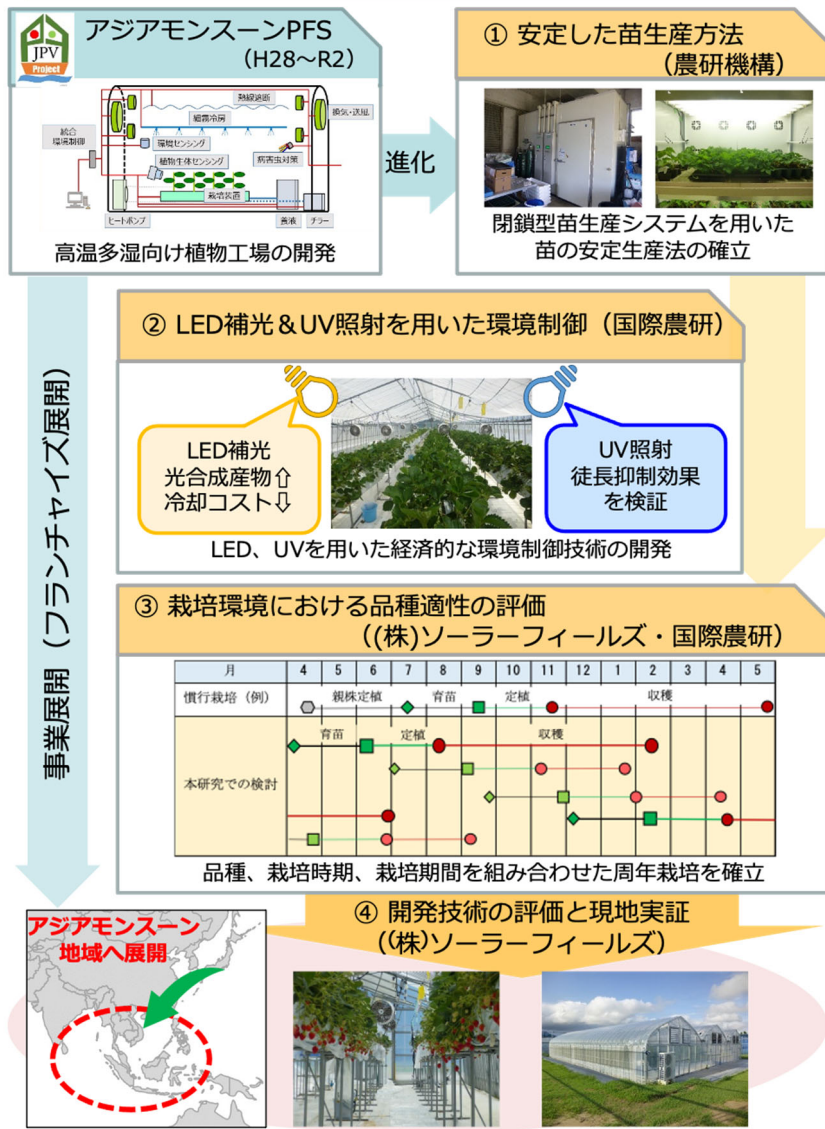 JPV
Project
アジアモンスーンPFS
（H28～R2）
熱線遮断
換気・送風
細霧冷房
統合
環境制御
環境センシング
植物生体センシング
病害虫対策
栽培装置
ヒートポンプ
養液
チラー
高温多湿向け植物工場の開発
進化
① 安定した苗生産方法
（農研機構）
閉鎖型苗生産システムを用いた
苗の安定生産法の確立
② LED補光＆UV照射を用いた環境制御（国際農研）
LED補光
光合成産物⇧
冷却コスト⇩
UV照射
徒長抑制効果
を検証
LED、UVを用いた経済的な環境制御技術の開発
事業展開（フランチャイズ展開）
③ 栽培環境における品種適性の評価
（(株)ソーラーフィールズ・国際農研）
月 4 5 6 7 8 9 10 11 12 1 2 3 4 5
慣行栽培（例） 親株定植 育苗 定植 収穫
育苗 定植 収穫
本研究での検討
品種、栽培時期、栽培期間を組み合わせた周年栽培を確立
④ 開発技術の評価と現地実証
（(株)ソーラーフィールズ）
アジアモンスーン
地域へ展開